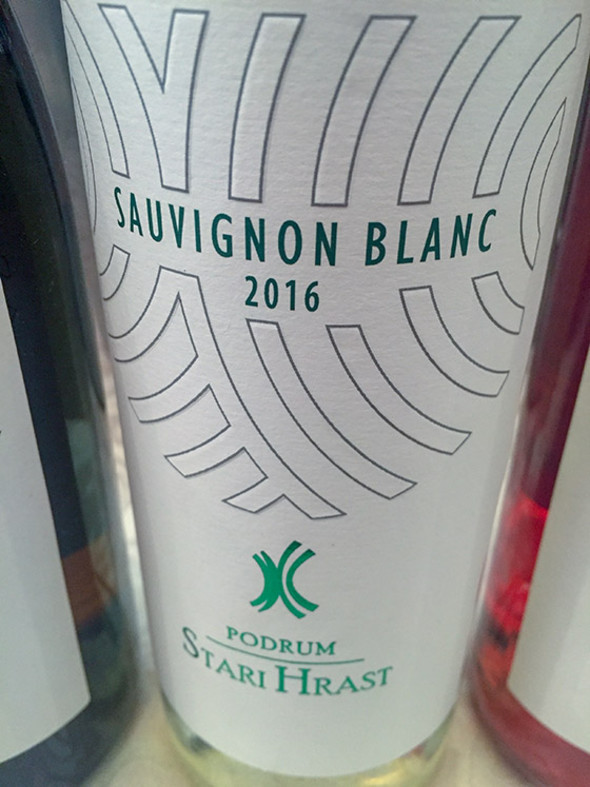 SAUVIGNON BLANC
2016
PODRUM
STARI HRAST